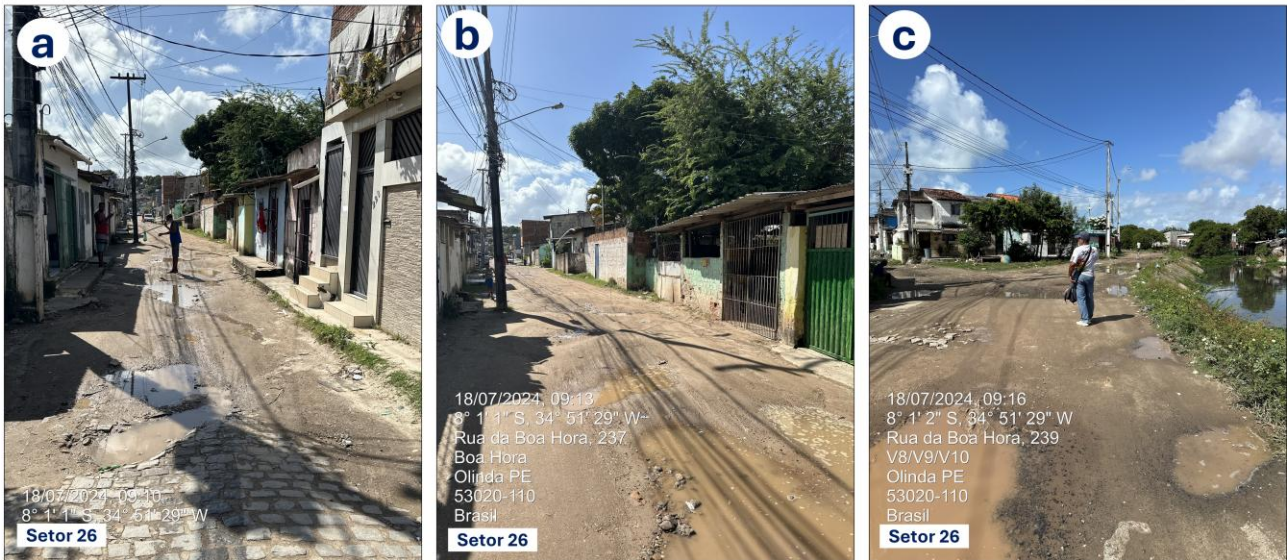 a
18/07/2024, 09:10
8° 1' 1" S, 34° 51' 29" W
Setor 26
b
18/07/2024, 09:13
8° 1' 1" S, 34° 51' 29" W
Rua da Boa Hora, 237
Boa Hora
Olinda PE
53020-110
Brasil
Setor 26
c
18/07/2024, 09:16
8° 1' 2" S, 34° 51' 29" W
Rua da Boa Hora, 239
V8/V9/V10
Olinda PE
53020-110
Brasil
Setor 26